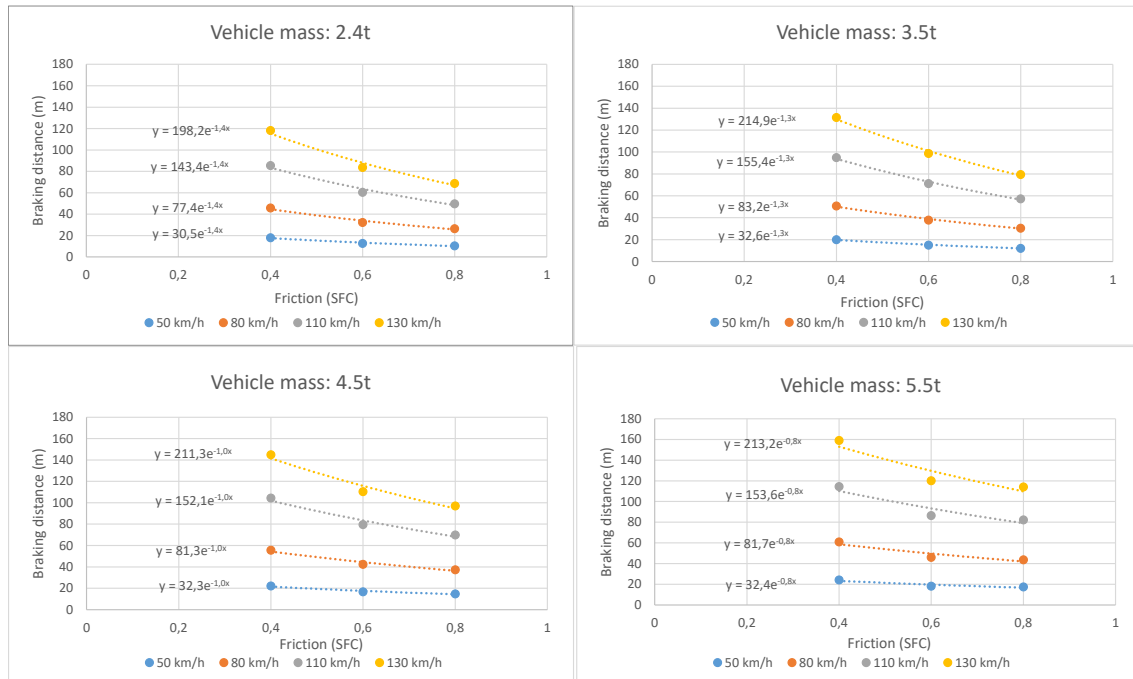 Vehicle mass: 2.4t
180
160
140
120
100
80
60
40
20
0
Braking distance (m)
y = 198,2e-1,4x
y = 143,4e-1,4x
y = 77,4e-1,4x
y = 30,5e-1,4x
0 0,2 0,4 0,6 0,8 1
Friction (SFC)
50 km/h 80 km/h 110 km/h 130 km/h
Vehicle mass: 3.5t
180
160
140
120
100
80
60
40
20
0
Braking distance (m)
y = 214,9e-1,3x
y = 155,4e-1,3x
y = 83,2e-1,3x
y = 32,6e-1,3x
0 0,2 0,4 0,6 0,8 1
Friction (SFC)
50 km/h 80 km/h 110 km/h 130 km/h
Vehicle mass: 4.5t
180
160
140
120
100
80
60
40
20
0
Braking distance (m)
y = 211,3e-1,0x
y = 152,1e-1,0x
y = 81,3e-1,0x
y = 32,3e-1,0x
0 0,2 0,4 0,6 0,8 1
Friction (SFC)
50 km/h 80 km/h 110 km/h 130 km/h
Vehicle mass: 5.5t
180
160
140
120
100
80
60
40
20
0
Braking distance (m)
y = 213,2e-0,8x
y = 153,6e-0,8x
y = 81,7e-0,8x
y = 32,4e-0,8x
0 0,2 0,4 0,6 0,8 1
Friction (SFC)
50 km/h 80 km/h 110 km/h 130 km/h